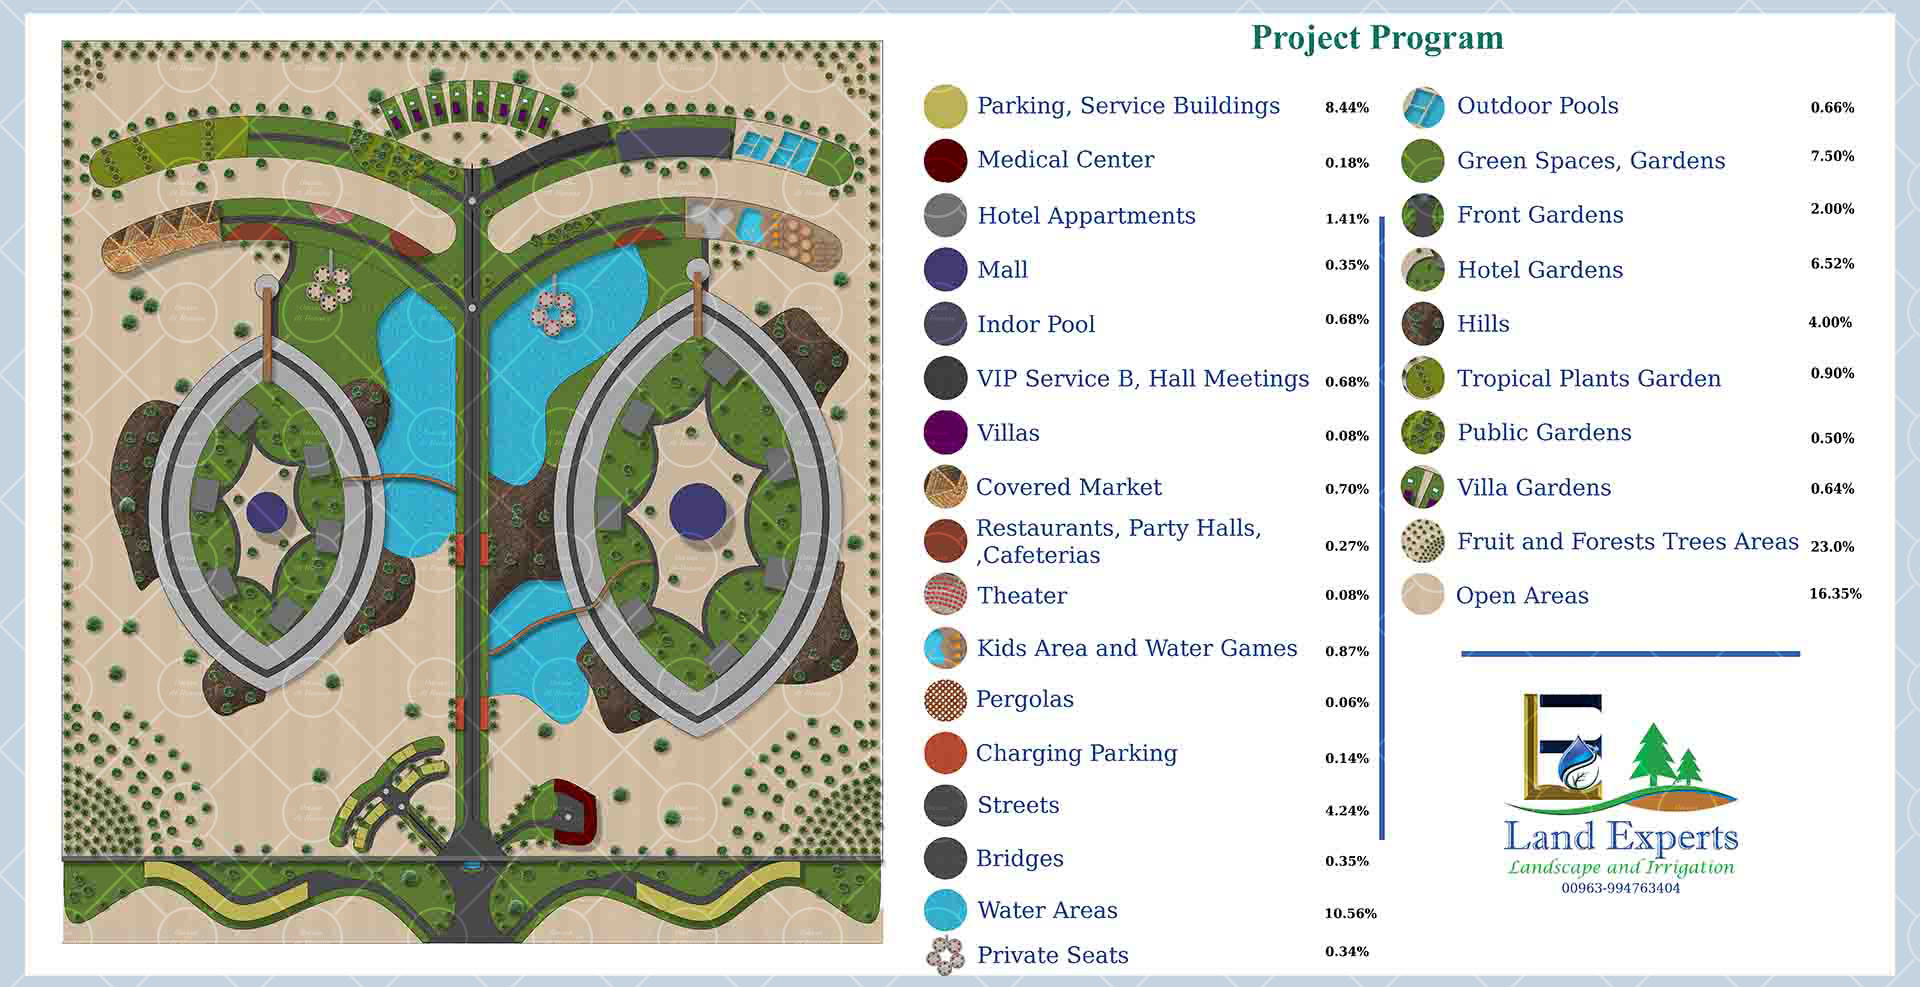 Project Program
Parking, Service Buildings 8.44%
Medical Center 0.18%
Hotel Appartments 1.41%
Mall 0.35%
Indor Pool 0.68%
VIP Service B, Hall Meetings 0.68%
Villas 0.08%
Covered Market 0.70%
Restaurants, Party Halls,
,Cafeterias 0.27%
Theater 0.08%
Kids Area and Water Games 0.87%
Pergolas 0.06%
Charging Parking 0.14%
Streets 4.24%
Bridges 0.35%
Water Areas 10.56%
Private Seats 0.34%
Outdoor Pools 0.66%
Green Spaces, Gardens 7.50%
Front Gardens 2.00%
Hotel Gardens 6.52%
Hills 4.00%
Tropical Plants Garden 0.90%
Public Gardens 0.50%
Villa Gardens 0.64%
Fruit and Forests Trees Areas 23.0%
Open Areas 16.35%
Land Experts
Landscape and Irrigation
00963-994763404